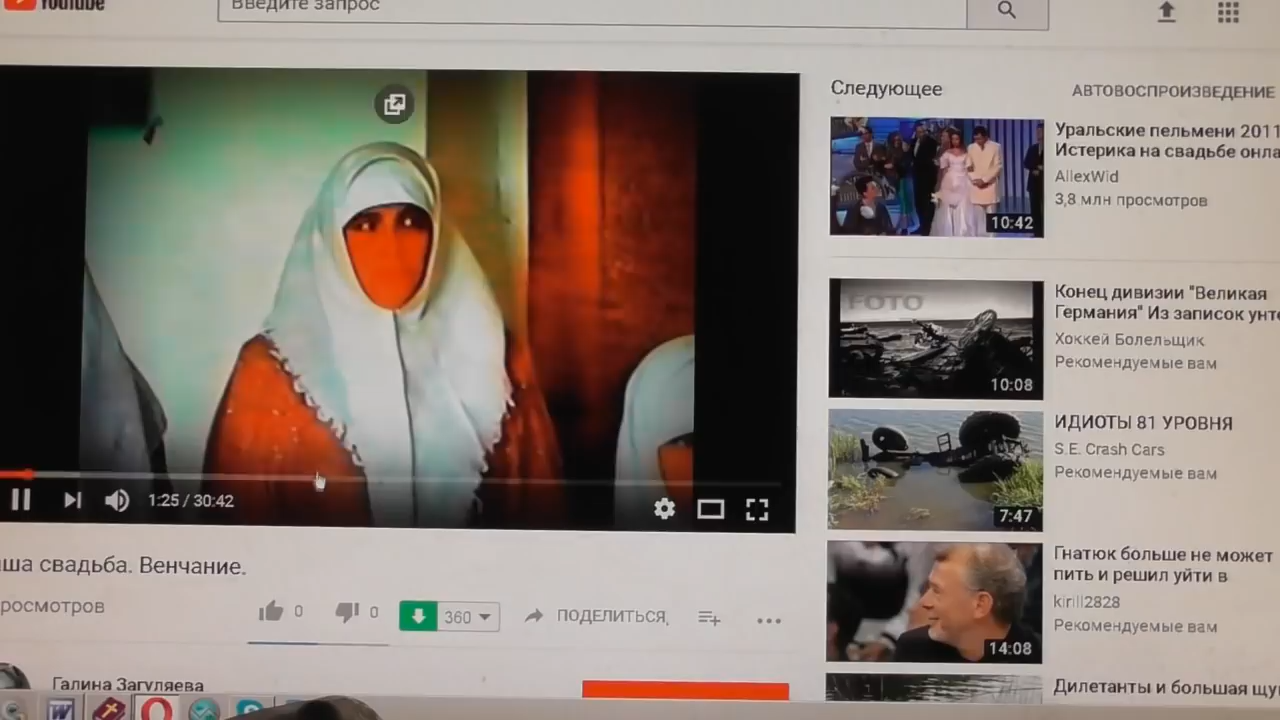 YouTube
Введите запрос
Следующее
АВТОВОСПРОИЗВЕДЕНИЕ
Уральские пельмени 2011
Истерика на свадьбе онла
AllexWid
3,8 млн просмотров
10:42
FOTO
Конец дивизии "Великая
Германия" Из записок унте
Хоккей Болельщик
Рекомендуемые вам
10:08
ИДИОТЫ 81 УРОВНЯ
S.E. Crash Cars
Рекомендуемые вам
7:47
Гнатюк больше не может
пить и решил уйти в
kirill2828
Рекомендуемые вам
14:08
Дилетанты и большая щу
1:25 / 30:42
ша свадьба. Венчание.
росмотров
0
0
360
ПОДЕЛИТЬСЯ
Галина Загуляева
W